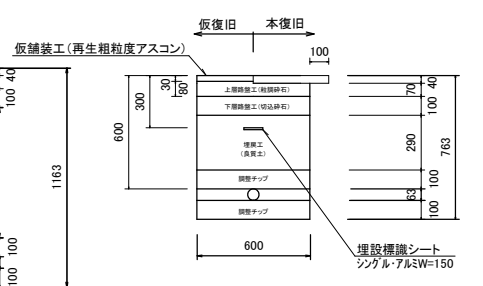 仮復旧 本復旧
仮舗装工(再生粗粒度アスコン)
100
40
100
1163
100
100
30
80
300
600
上層路盤工(粒調砕石)
下層路盤工(切込砕石)
埋戻工
(良質土)
調整チップ
調整チップ
70
40
100
290
763
100
63
100
600
埋設標識シート
シングル・アルミW=150